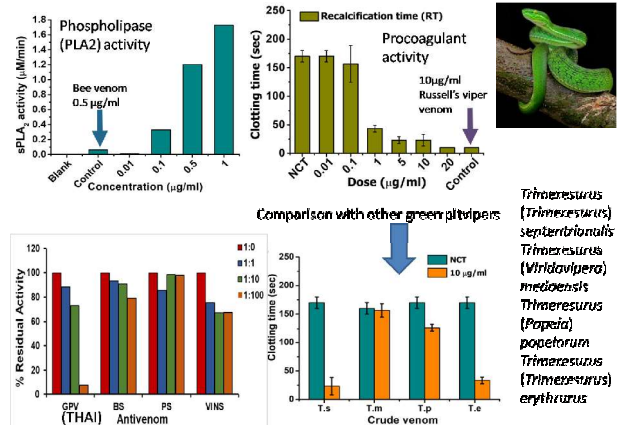 Phospholipase
(PLA2) activity
Bee venom
0.5 µg/ml
sPLA2 activity (µM/min)
1.8
1.6
1.4
1.2
1.0
0.8
0.6
0.4
0.2
0.0
Blank Control 0.01 0.1 0.5 1
Concentration (µg/ml)
Recalcification time (RT)
Procoagulant
activity
10µg/ml
Russell's viper
venom
Clotting time (sec)
200
150
100
50
0
NCT 0.01 0.1 1 5 10 20 Control
Dose (µg/ml)
Comparison with other green pitvipers
% Residual Activity
120
100
80
60
40
20
0
1:0
1:1
1:10
1:100
GPV BS PS VINS
(THAI) Antivenom
Clotting time (sec)
250
200
150
100
50
0
NCT
10 µg/ml
T.s T.m T.p T.e
Crude venom
Trimeresurus
(Trimeresurus)
septentrionalis
Trimeresurus
(Viridovipera)
medoensis
Trimeresurus
(Popeia)
popeiorum
Trimeresurus
(Trimeresurus)
erythrurus